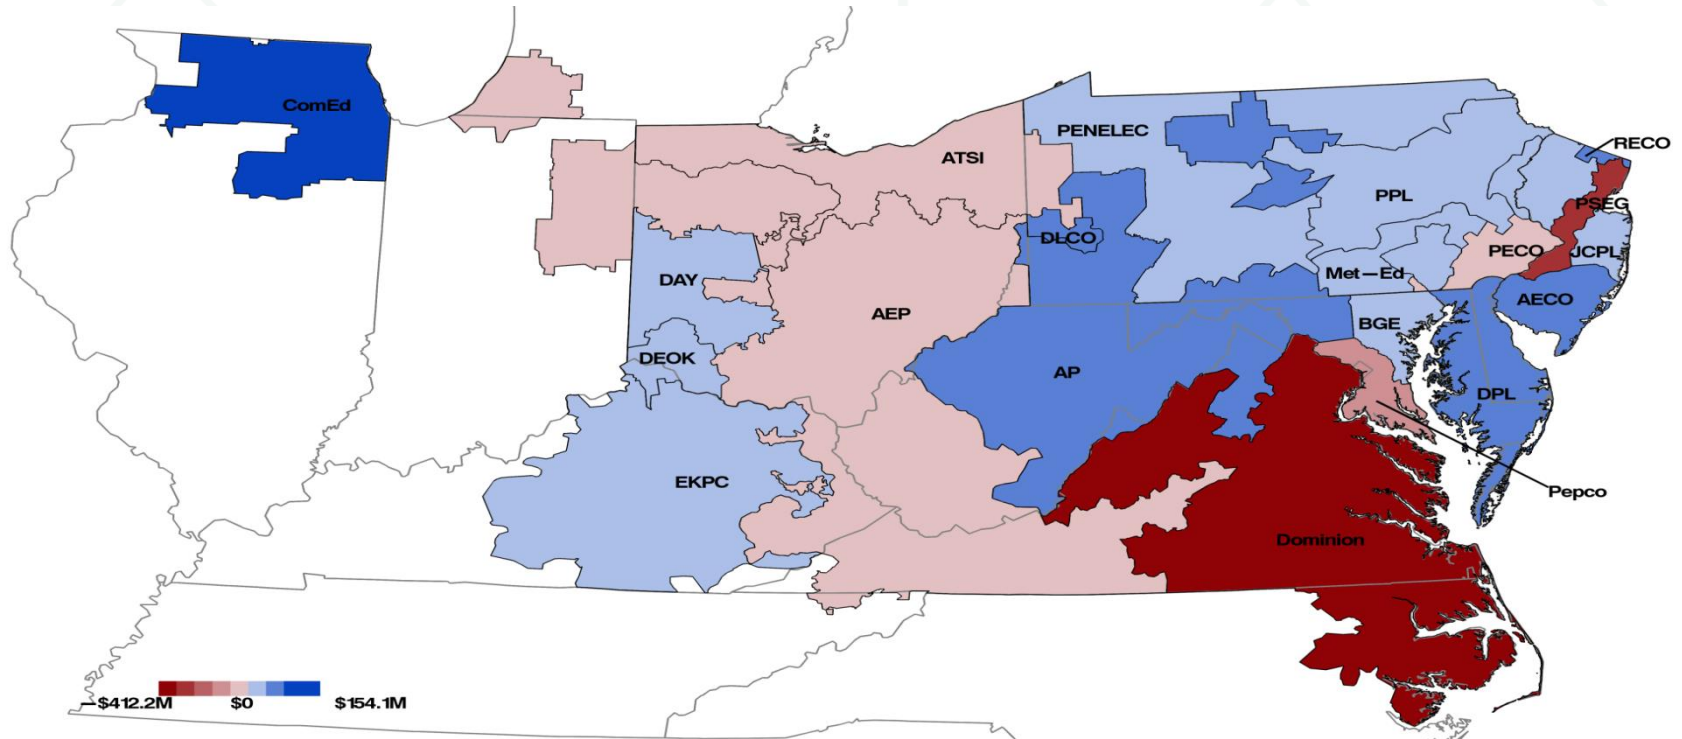 ComEd
PENELEC
RECO
ATSI
PPL
PSEG
DLCO
PECO
JCPL
Met-Ed
DAY
AECO
AEP
BGE
DEOK
AP
DPL
EKPC
Pepco
Dominion
-$412.2M $0 $154.1M